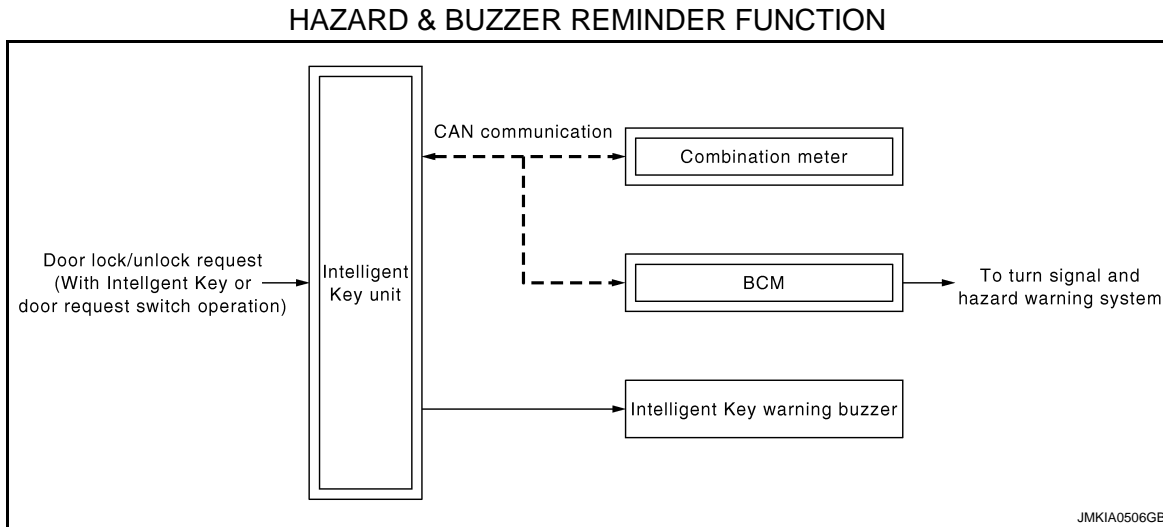 HAZARD & BUZZER REMINDER FUNCTION
CAN communication
Combination meter
Door lock/unlock request
(With Intellgent Key or
door request switch operation)
Intelligent
Key unit
BCM
To turn signal and
hazard warning system
Intelligent Key warning buzzer
JMKIA0506GB